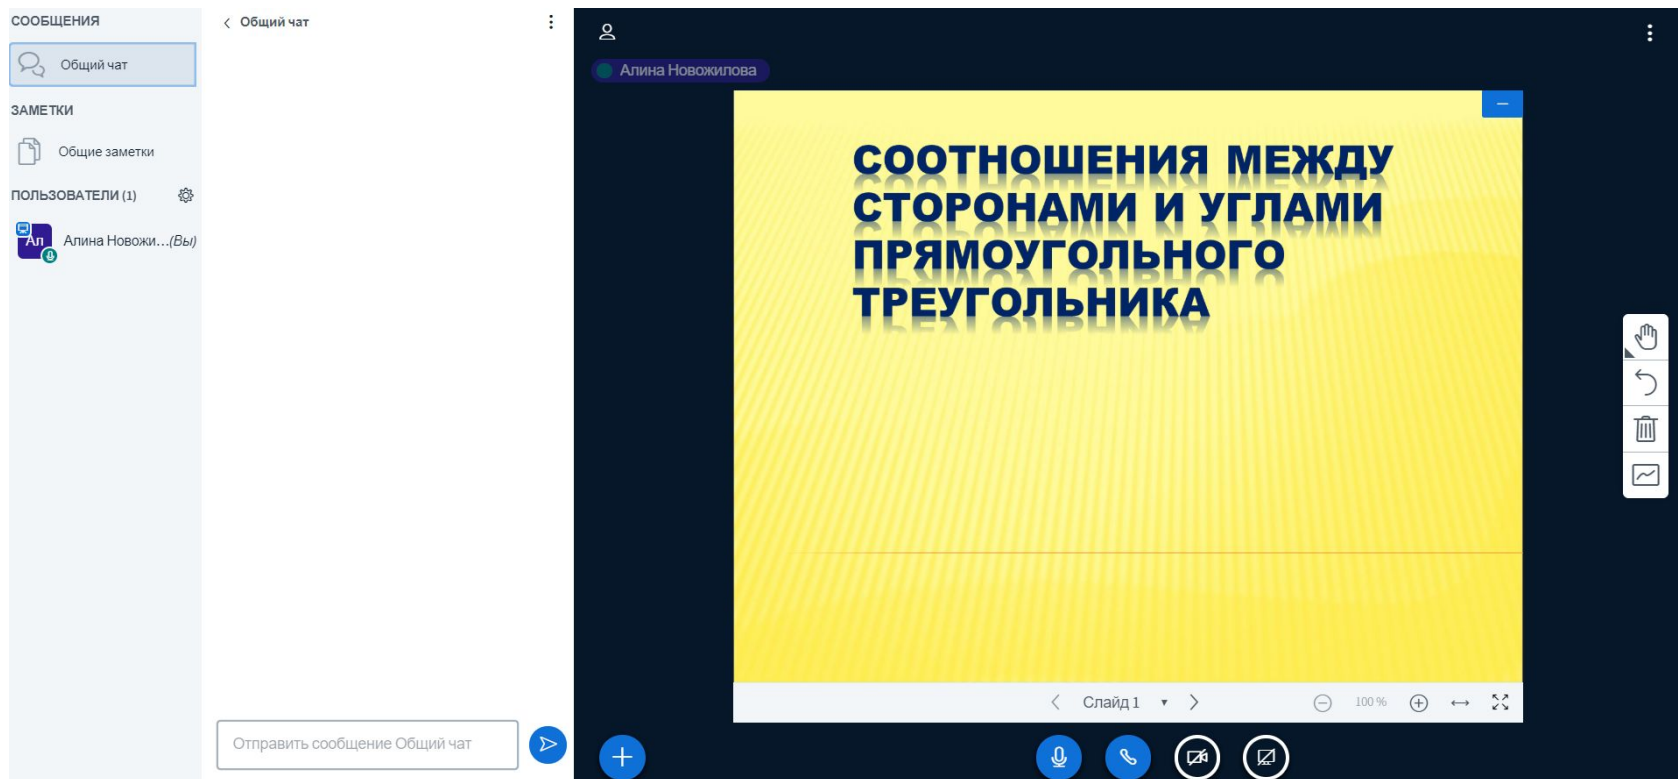 СООБЩЕНИЯ
Общий чат
ЗАМЕТКИ
Общие заметки
ПОЛЬЗОВАТЕЛИ (1)
Ал
Алина Новожи...(Вы)
Общий чат
Отправить сообщение Общий чат
Алина Новожилова
СООТНОШЕНИЯ МЕЖДУ
СТОРОНАМИ И УГЛАМИ
ПРЯМОУГОЛЬНОГО
ТРЕУГОЛЬНИКА
Слайд 1
100 %